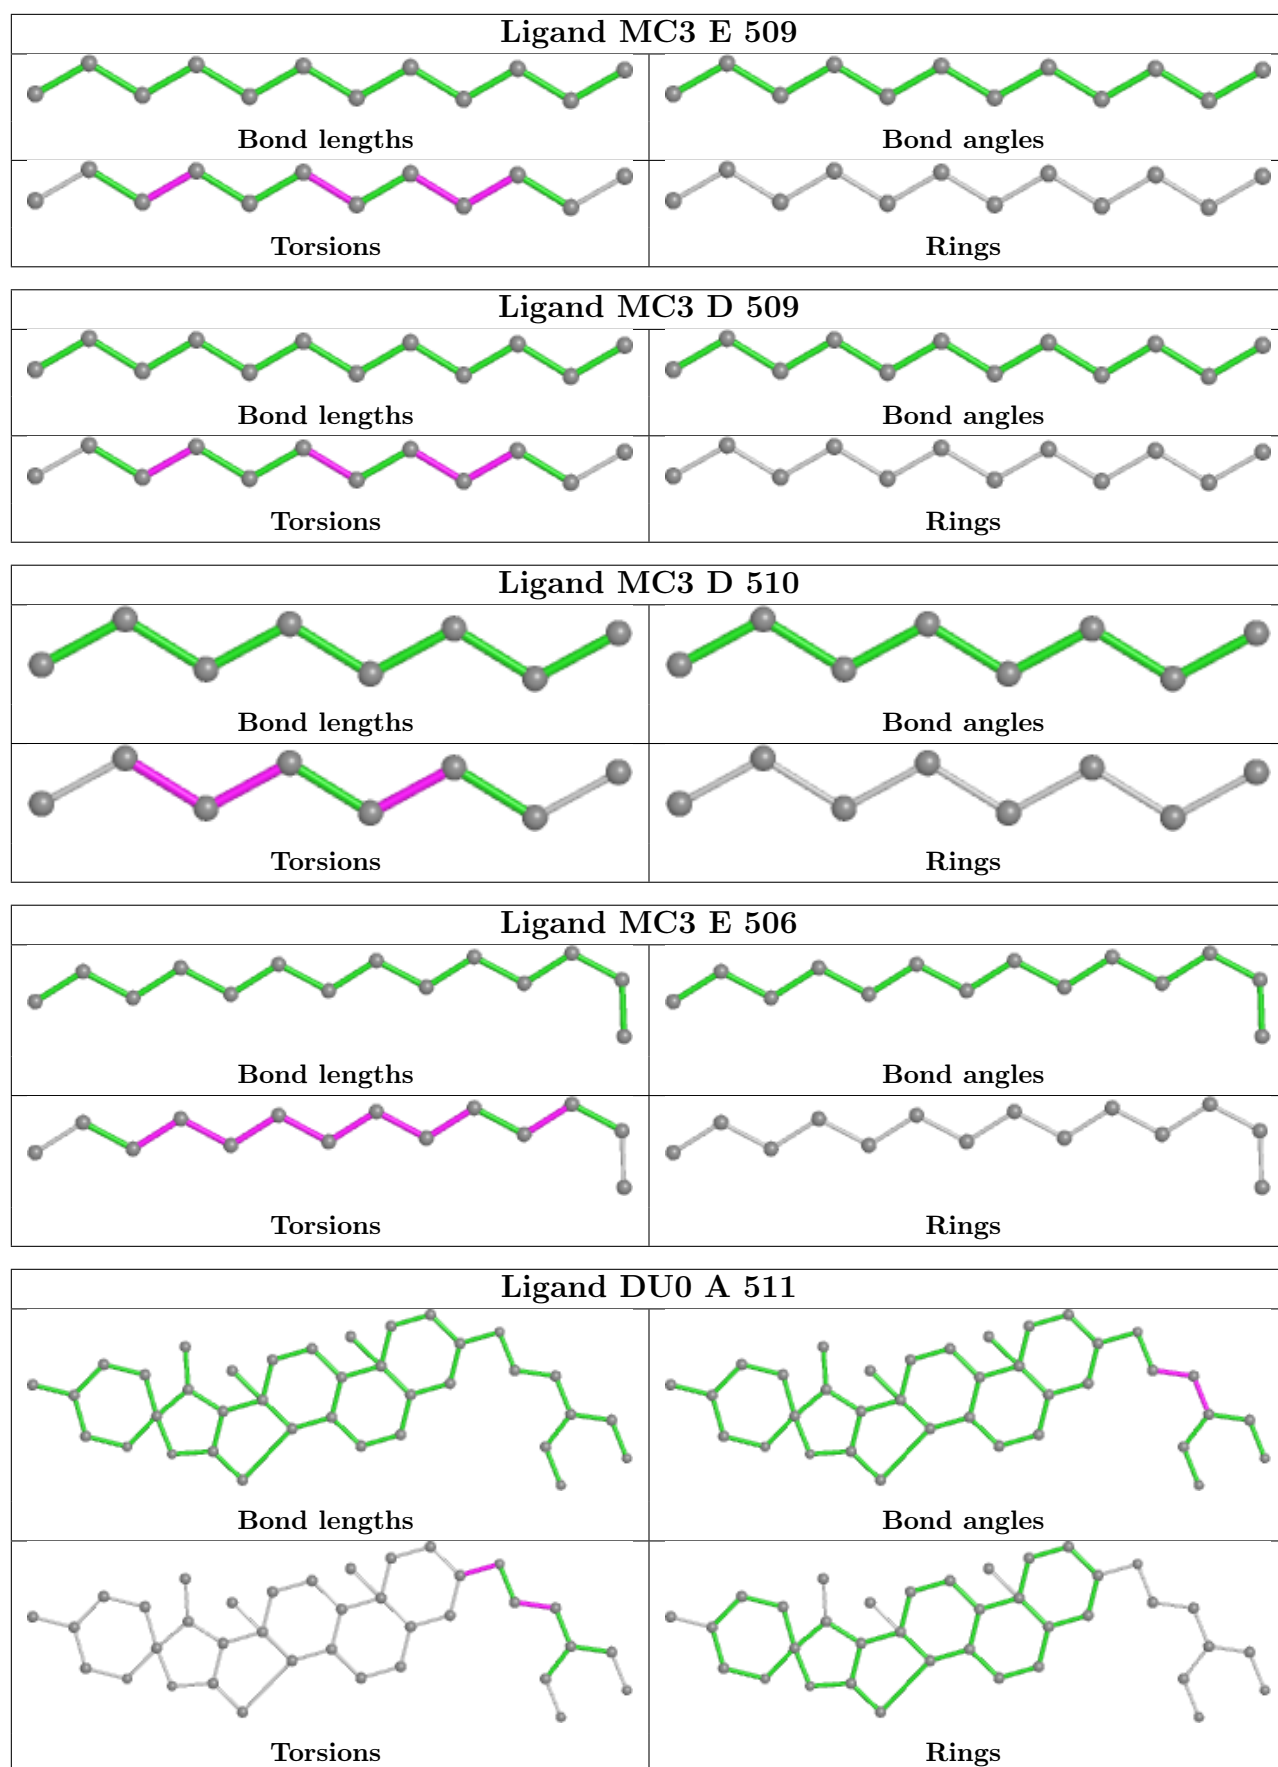 Ligand MC3 E 509
Bond lengths Bond angles
Torsions Rings
Ligand MC3 D 509
Bond lengths Bond angles
Torsions Rings
Ligand MC3 D 510
Bond lengths Bond angles
Torsions Rings
Ligand MC3 E 506
Bond lengths Bond angles
Torsions Rings
Ligand DU0 A 511
Bond lengths Bond angles
Torsions Rings